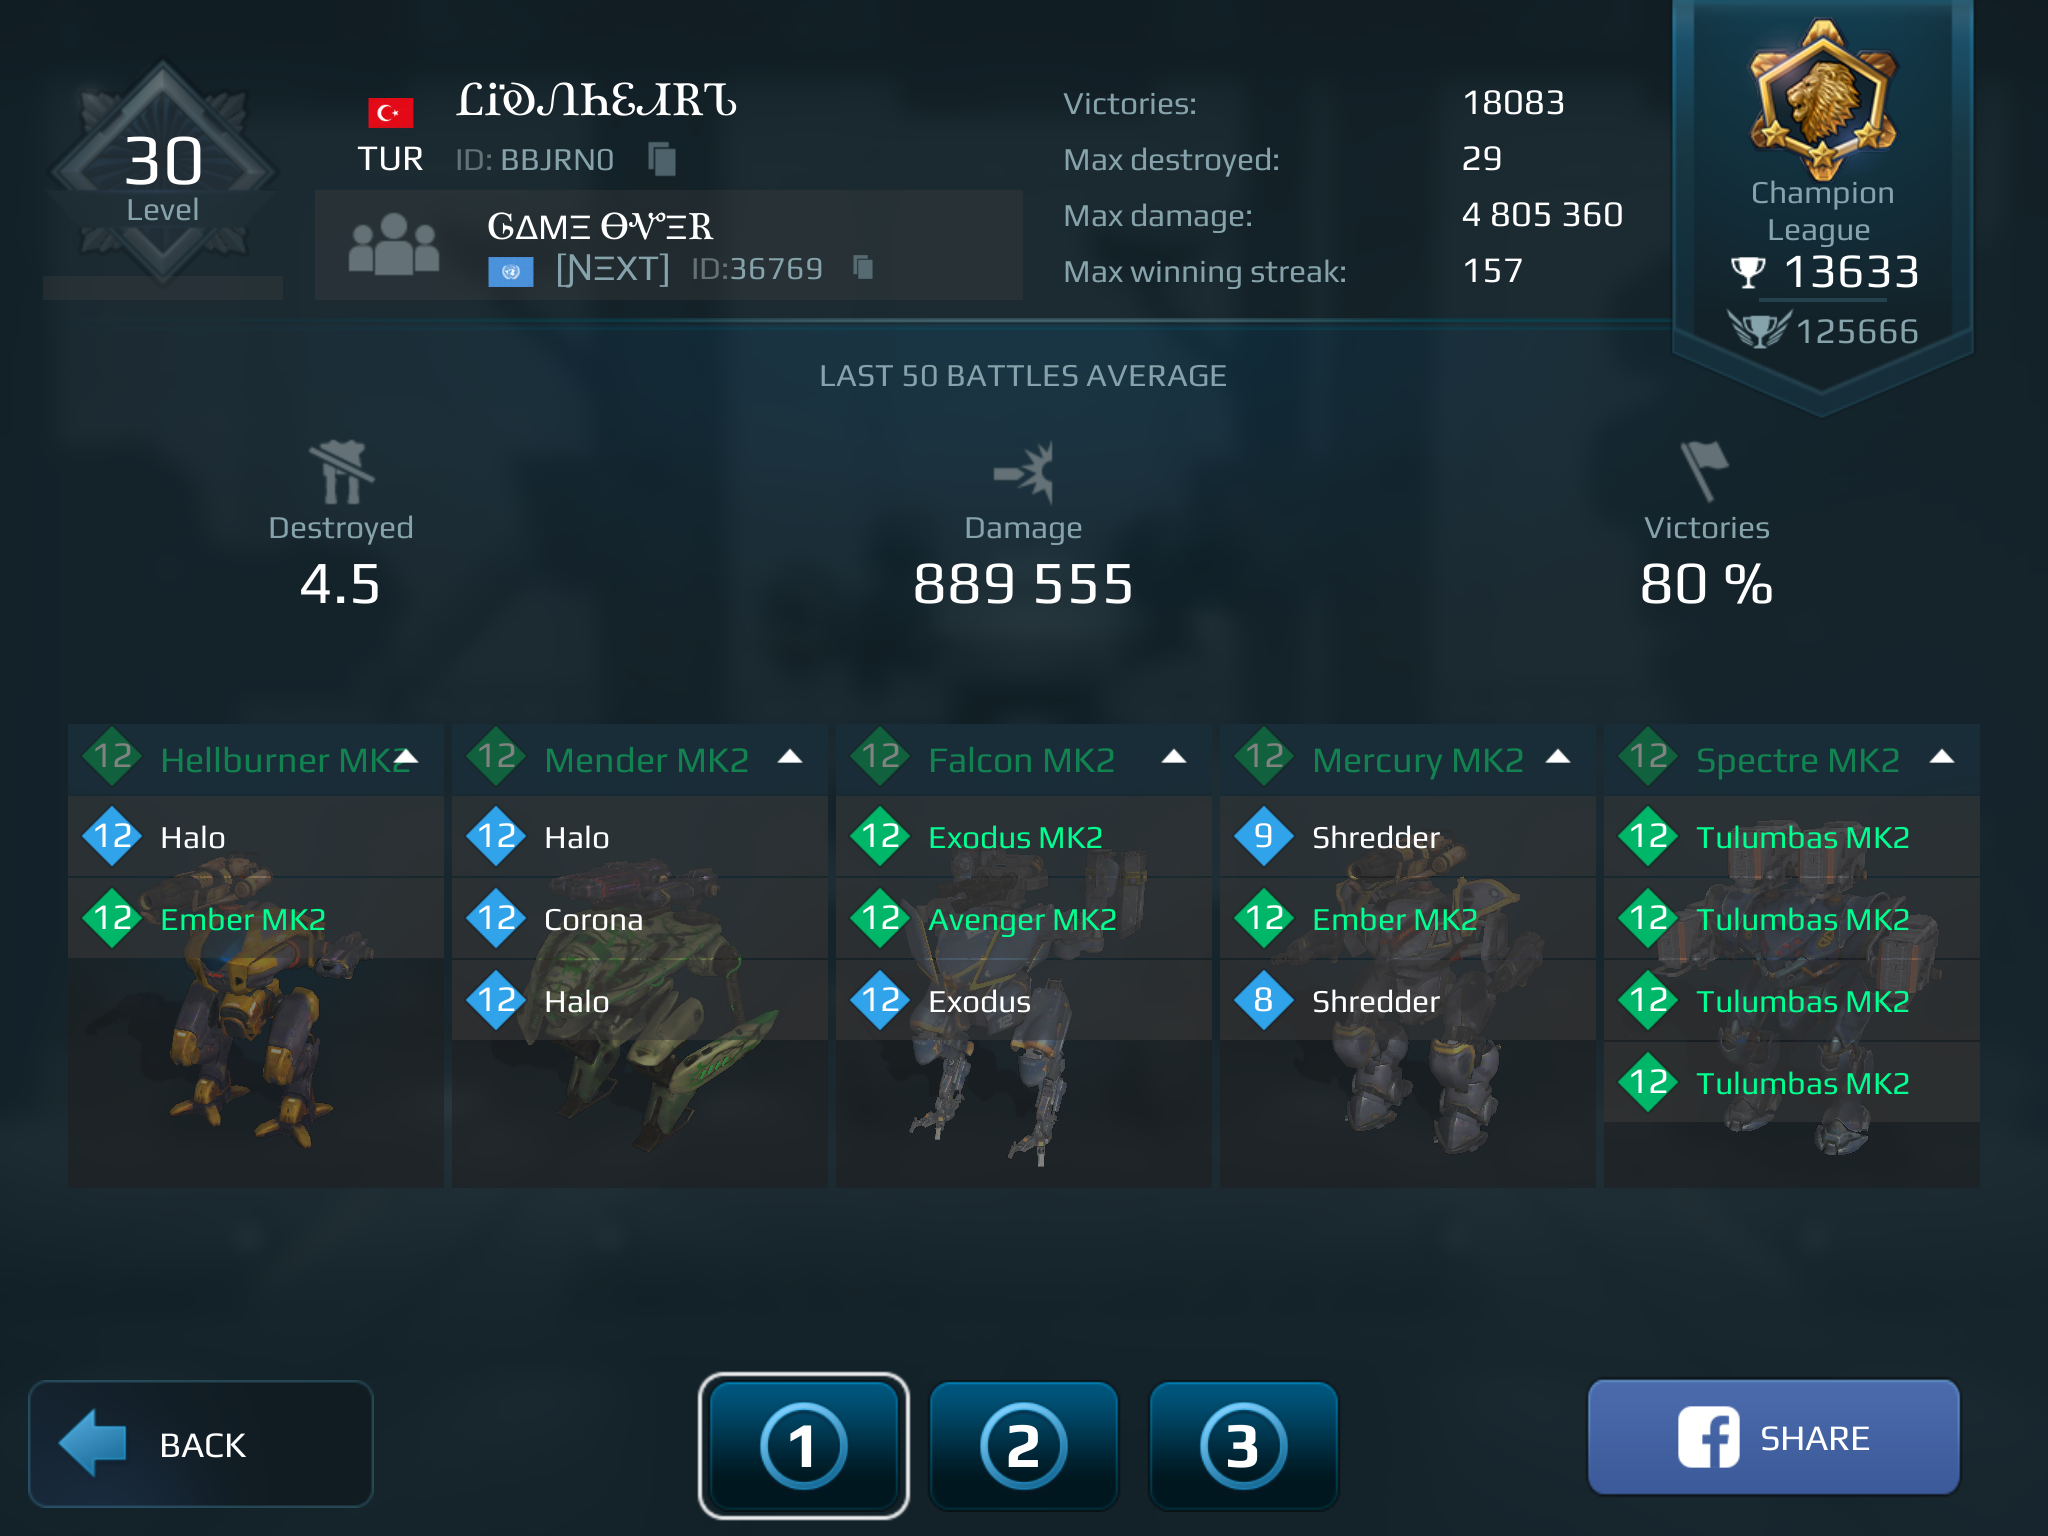 30
Level
TUR
ID: BBJRN0
[ƝΞXT] ID:36769
Victories: 18083
Max destroyed: 29
Max damage: 4 805 360
Max winning streak: 157
Champion
League
13633
125666
LAST 50 BATTLES AVERAGE
Destroyed
4.5
Damage
889 555
Victories
80 %
12 Hellburner MK2
12 Halo
12 Ember MK2
12 Mender MK2
12 Halo
12 Corona
12 Halo
12 Falcon MK2
12 Exodus MK2
12 Avenger MK2
12 Exodus
12 Mercury MK2
9 Shredder
12 Ember MK2
8 Shredder
12 Spectre MK2
12 Tulumbas MK2
12 Tulumbas MK2
12 Tulumbas MK2
12 Tulumbas MK2
BACK
1
2
3
SHARE